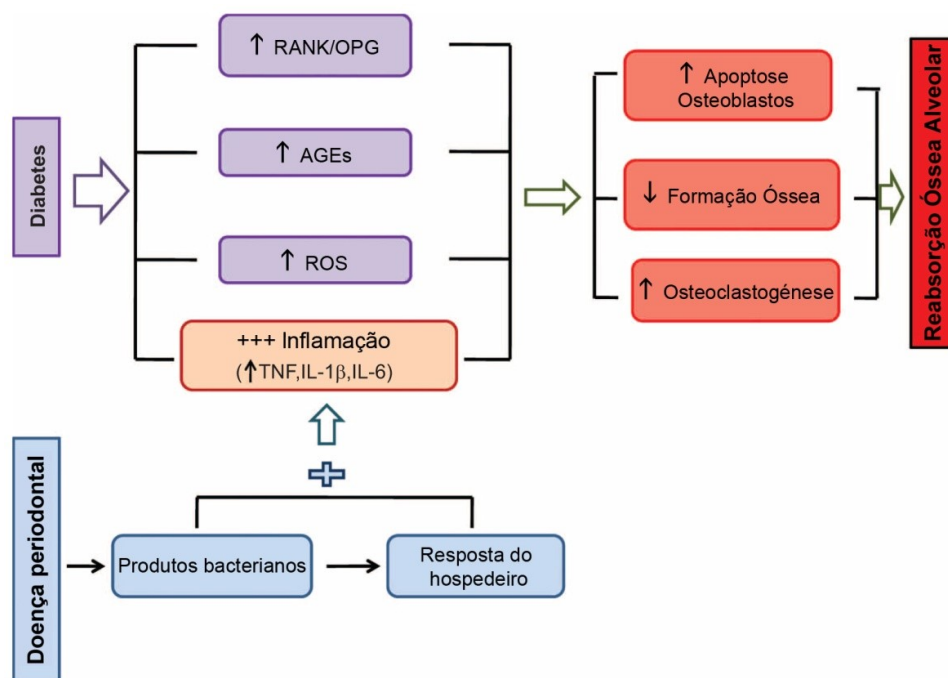 Diabetes
↑ RANK/OPG
↑ AGEs
↑ ROS
+++ Inflamação
(↑TNF,IL-1β,IL-6)
↑ Apoptose
Osteoblastos
↓ Formação Óssea
↑ Osteoclastogénese
Reabsorção Óssea Alveolar
Doença periodontal
Produtos bacterianos
Resposta do
hospedeiro